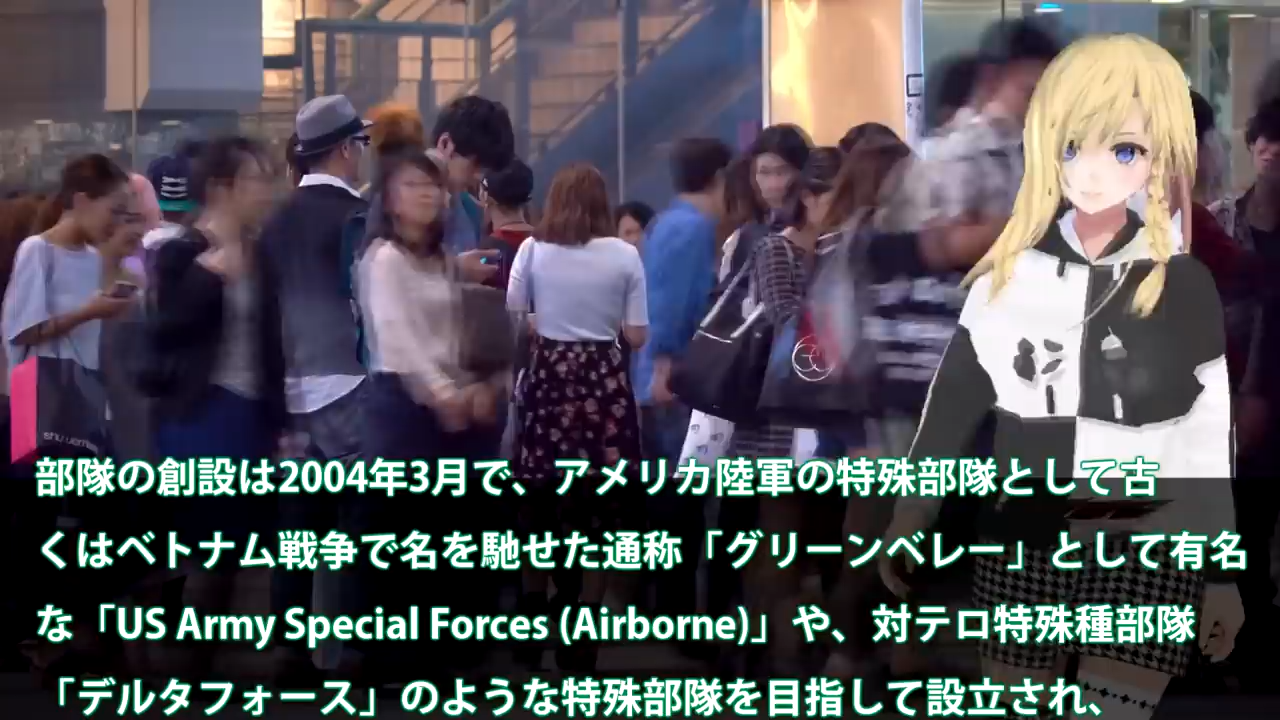 shu uem
部隊の創設は2004年3月で、アメリカ陸軍の特殊部隊として古
くはベトナム戦争で名を馳せた通称「グリーンベレー」として有名
な「US Army Special Forces (Airborne)」や、対テロ特殊種部隊
「デルタフォース」のような特殊部隊を目指して設立され、